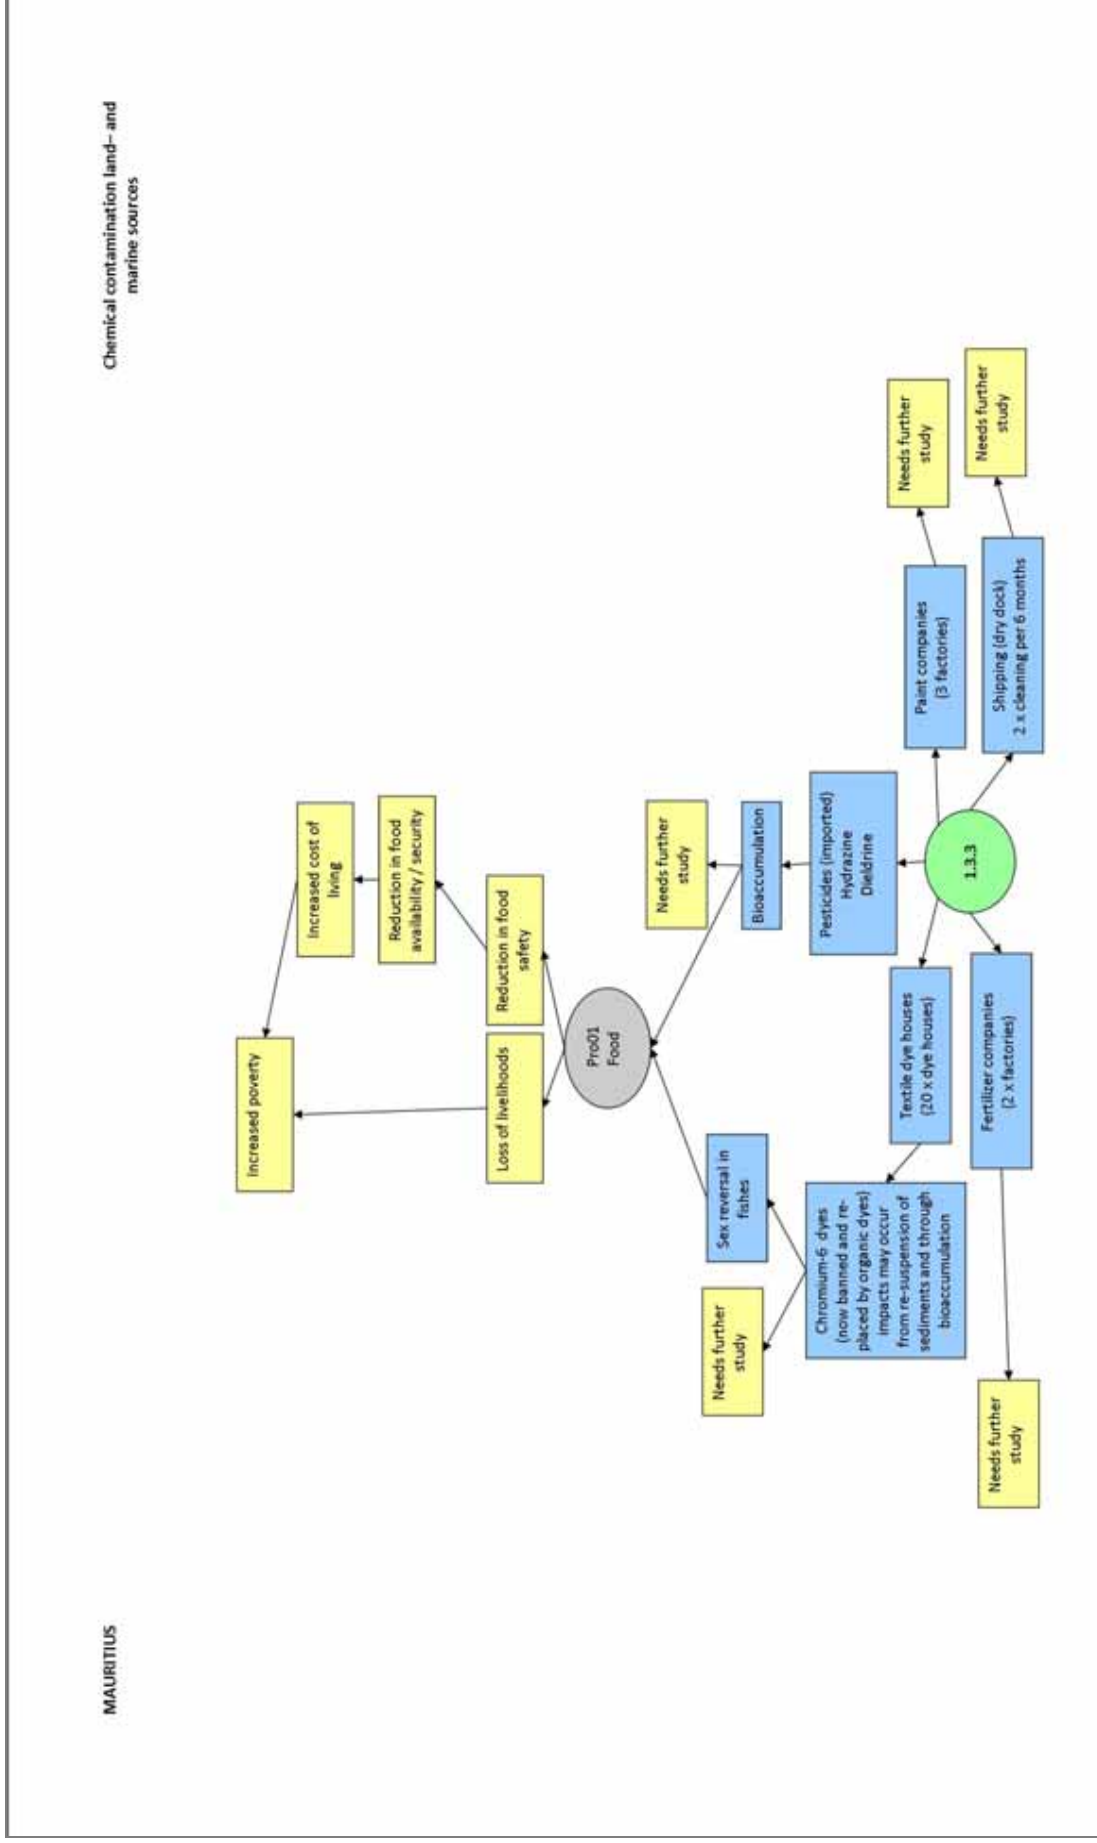 MAURITIUS
Chemical contamination land– and
marine sources
Increased poverty
Increased cost of
living
Reduction in food
availability / security
Loss of livelihoods
Reduction in food
safety
Pro01
Food
Needs further
study
Sex reversal in
fishes
Needs further
study
Bioaccumulation
Chromium-6 dyes
(now banned and re-
placed by organic dyes)
impacts may occur
from re-suspension of
sediments and through
bioaccumulation
Pesticides (imported)
Hydrazine
Dieldrine
Textile dye houses
(20 x dye houses)
Paint companies
(3 factories)
Needs further
study
Needs further
study
Fertilizer companies
(2 x factories)
1.3.3
Shipping (dry dock)
2 x cleaning per 6 months
Needs further
study